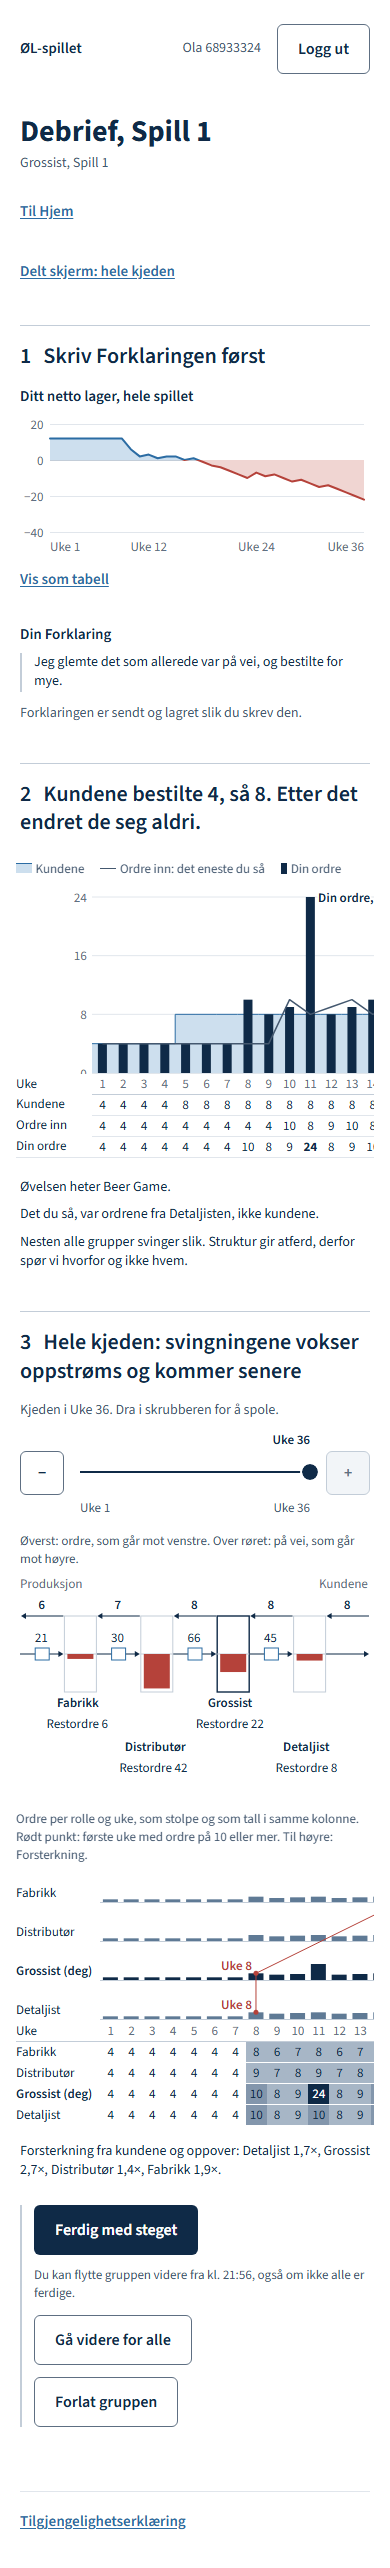 ØL-spillet
Ola 68933324
Logg ut
Debrief, Spill 1
Grossist, Spill 1
Til Hjem
Delt skjerm: hele kjeden
1 Skriv Forklaringen først
Ditt netto lager, hele spillet
20
0
−20
−40
Uke 1 Uke 12 Uke 24 Uke 36
Vis som tabell
Din Forklaring
Jeg glemte det som allerede var på vei, og bestilte for
mye.
Forklaringen er sendt og lagret slik du skrev den.
2 Kundene bestilte 4, så 8. Etter det
endret de seg aldri.
Kundene Ordre inn: det eneste du så Din ordre
24
Din ordre,
16
8
0
Uke 1 2 3 4 5 6 7 8 9 10 11 12 13
Kundene 4 4 4 4 8 8 8 8 8 8 8 8 8
Ordre inn 4 4 4 4 4 4 4 4 4 10 8 9 10
Din ordre 4 4 4 4 4 4 4 10 8 9 24 8 9
Øvelsen heter Beer Game.
Det du så, var ordrene fra Detaljisten, ikke kundene.
Nesten alle grupper svinger slik. Struktur gir atferd, derfor
spør vi hvorfor og ikke hvem.
3 Hele kjeden: svingningene vokser
oppstrøms og kommer senere
Kjeden i Uke 36. Dra i skrubberen for å spole.
Uke 36
−
+
Uke 1 Uke 36
Øverst: ordre, som går mot venstre. Over røret: på vei, som går
mot høyre.
Produksjon Kundene
6 7 8 8 8
21 30 66 45
Fabrikk Grossist
Restordre 6 Restordre 22
Distributør Detaljist
Restordre 42 Restordre 8
Ordre per rolle og uke, som stolpe og som tall i samme kolonne.
Rødt punkt: første uke med ordre på 10 eller mer. Til høyre:
Forsterkning.
Fabrikk
Distributør
Grossist (deg) Uke 8
Detaljist Uke 8
Uke 1 2 3 4 5 6 7 8 9 10 11 12 13
Fabrikk 4 4 4 4 4 4 4 8 6 7 8 6 7
Distributør 4 4 4 4 4 4 4 9 7 8 9 7 8
Grossist (deg) 4 4 4 4 4 4 4 10 8 9 24 8 9
Detaljist 4 4 4 4 4 4 4 10 8 9 10 8 9
Forsterkning fra kundene og oppover: Detaljist 1,7×, Grossist
2,7×, Distributør 1,4×, Fabrikk 1,9×.
Ferdig med steget
Du kan flytte gruppen videre fra kl. 21:56, også om ikke alle er
ferdige.
Gå videre for alle
Forlat gruppen
Tilgjengelighetserklæring